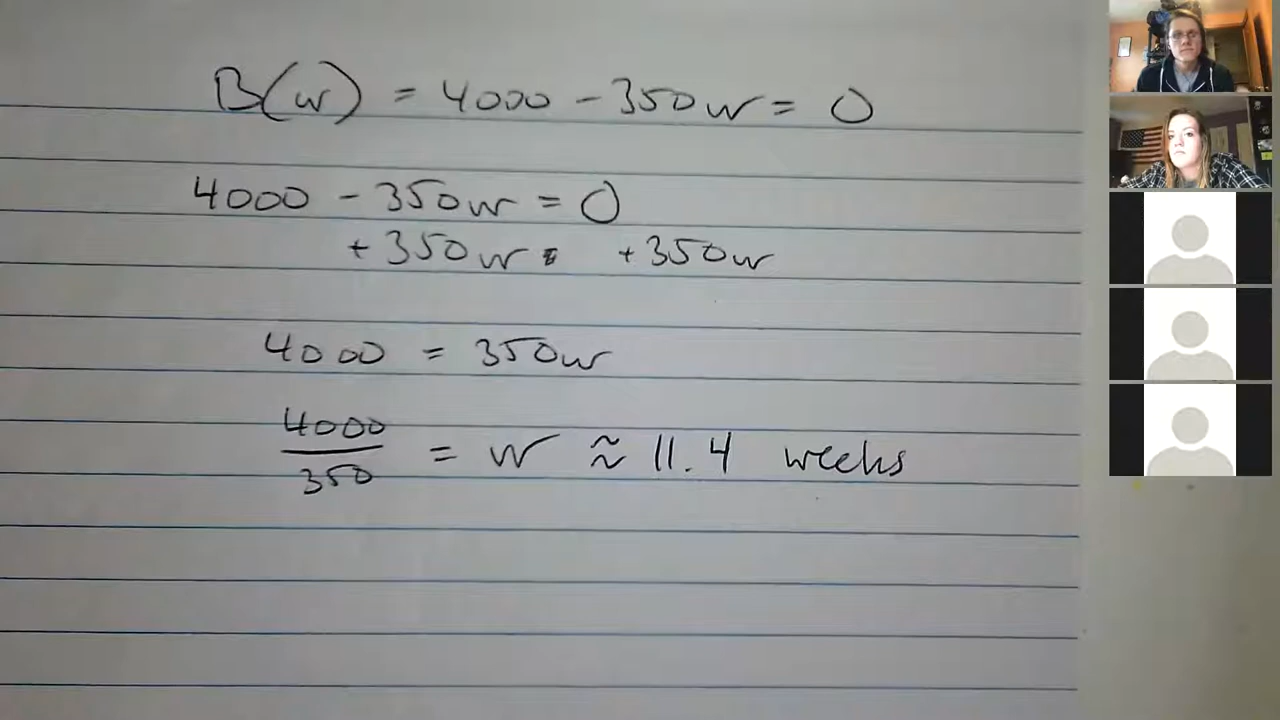 B(w) = 4000 - 350w = 0
4000 - 350w = 0
+ 350w = + 350w
4000 = 350w
4000/350 = w ≈ 11.4 weeks